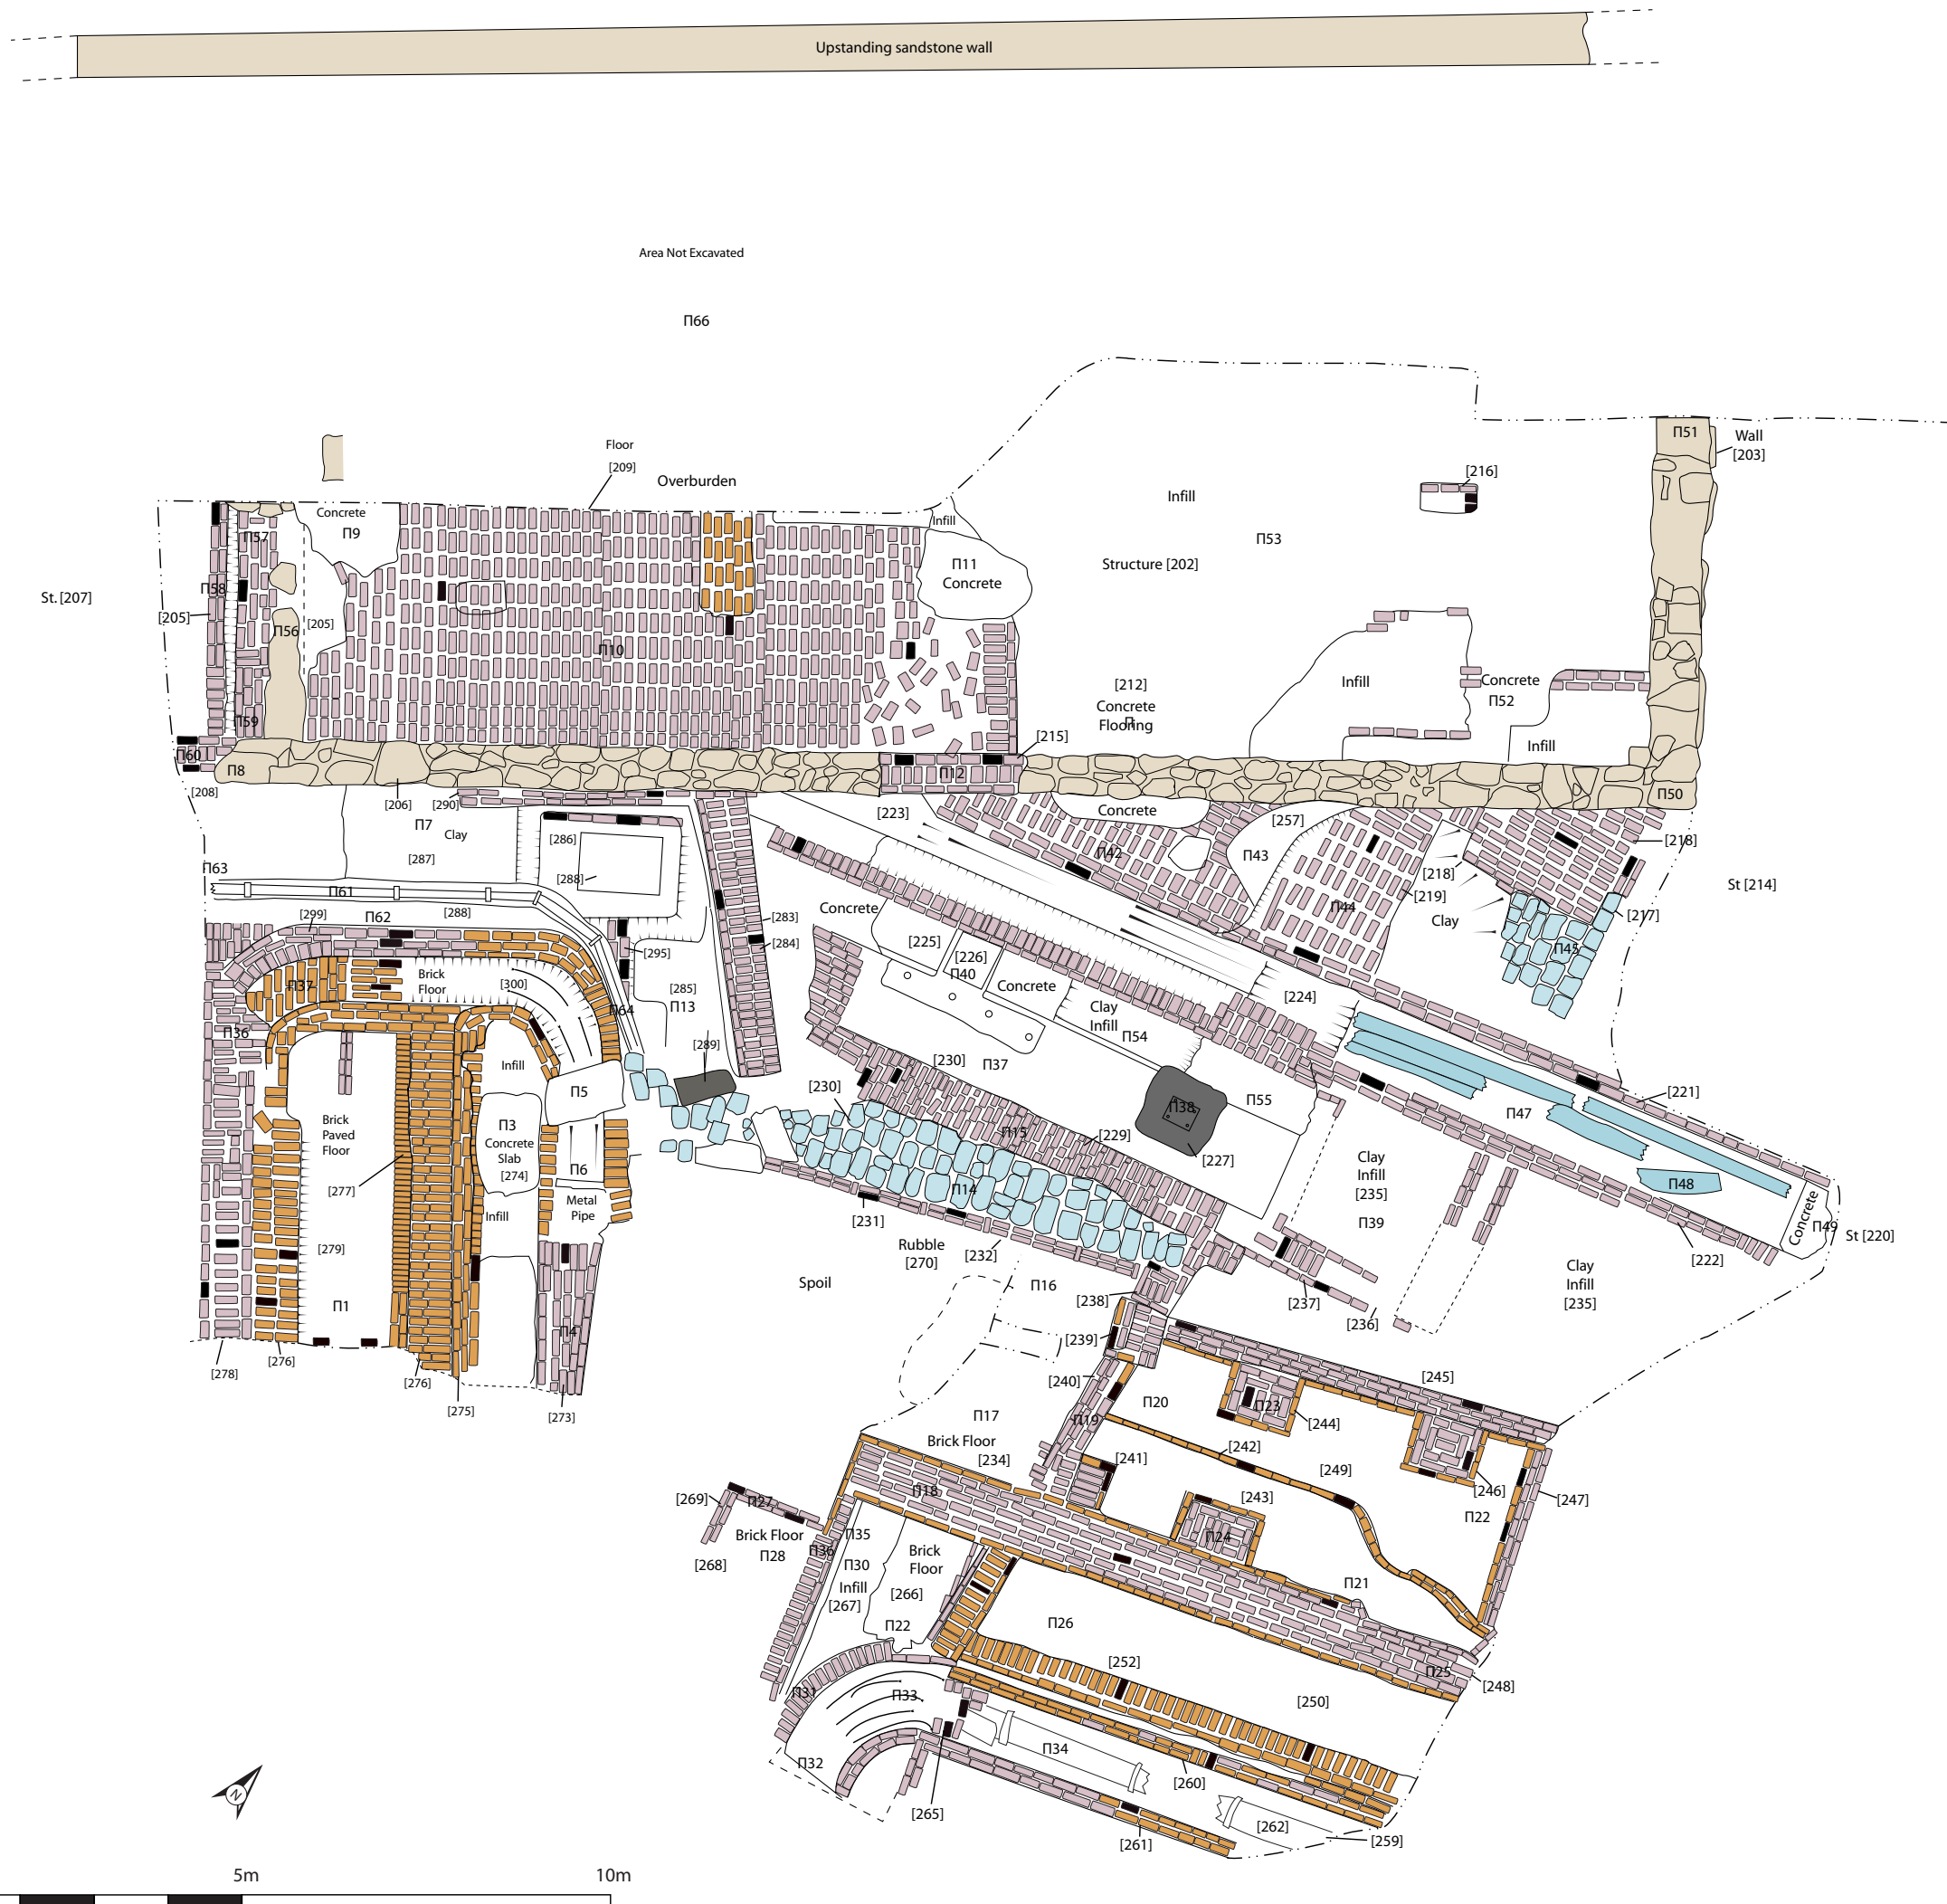 Upstanding sandstone wall
Area Not Excavated
П66
Floor
[209]
Overburden
П51
Wall
[203]
[216]
Infill
П53
Structure [202]
Concrete
П9
П57
Infill
П11
Concrete
St. [207]
П58
[205]
П56
[205]
П10
П59
П60
П8
[208]
[206]
[290]
[212]
Concrete
Flooring
П
[215]
П12
Infill
Concrete
П52
Infill
П50
П7
Clay
[287]
[286]
[288]
[223]
Concrete
[257]
П42
П43
[218]
[218]
[219]
П44
Clay
[217]
П45
St [214]
П63
П61
[299]
П62
[288]
[283]
[284]
[295]
Concrete
[225]
[226]
П40
Concrete
Clay
Infill
П54
[224]
Brick
Floor
[300]
П37
П36
П64
[285]
П13
[289]
Infill
П5
[230]
П37
[230]
П38
П55
[227]
[221]
П47
П48
Concrete
П49
St [220]
[222]
Brick
Paved
Floor
П3
Concrete
Slab
[274]
П6
Metal
Pipe
[277]
Infill
[279]
П1
П4
[278]
[276]
[276]
[275]
[273]
П15
[229]
П14
[231]
Rubble
[270]
[232]
Spoil
П16
Clay
Infill
[235]
П39
Clay
Infill
[235]
[238]
[237]
[236]
[239]
[240]
П19
П20
П23
[244]
[245]
П17
Brick Floor
[234]
[241]
[242]
[249]
[243]
[246]
П22
[247]
[269]
П27
Brick Floor
П28
[268]
П18
П35
П36
П30
Infill
[267]
Brick
Floor
[266]
П22
П24
П21
П26
П25
[248]
[252]
[250]
П31
П33
П32
П34
[260]
[265]
[261]
[262]
[259]
N
5m
10m